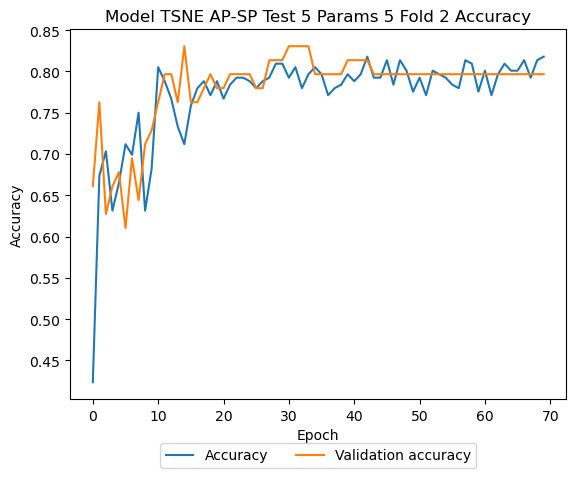 Model TSNE AP-SP Test 5 Params 5 Fold 2 Accuracy
0.85
0.80
0.75
0.70
0.65
0.60
0.55
0.50
0.45
Accuracy
0 10 20 30 40 50 60 70
Epoch
Accuracy Validation accuracy